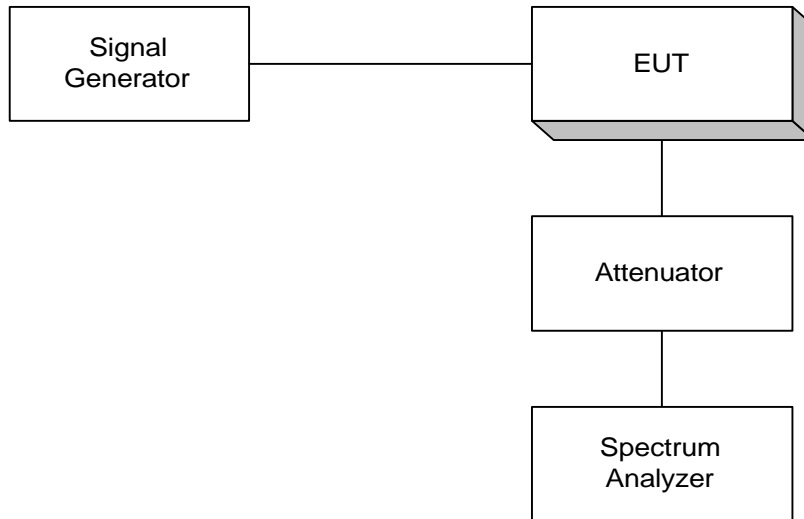 Signal
Generator
EUT
Attenuator
Spectrum
Analyzer